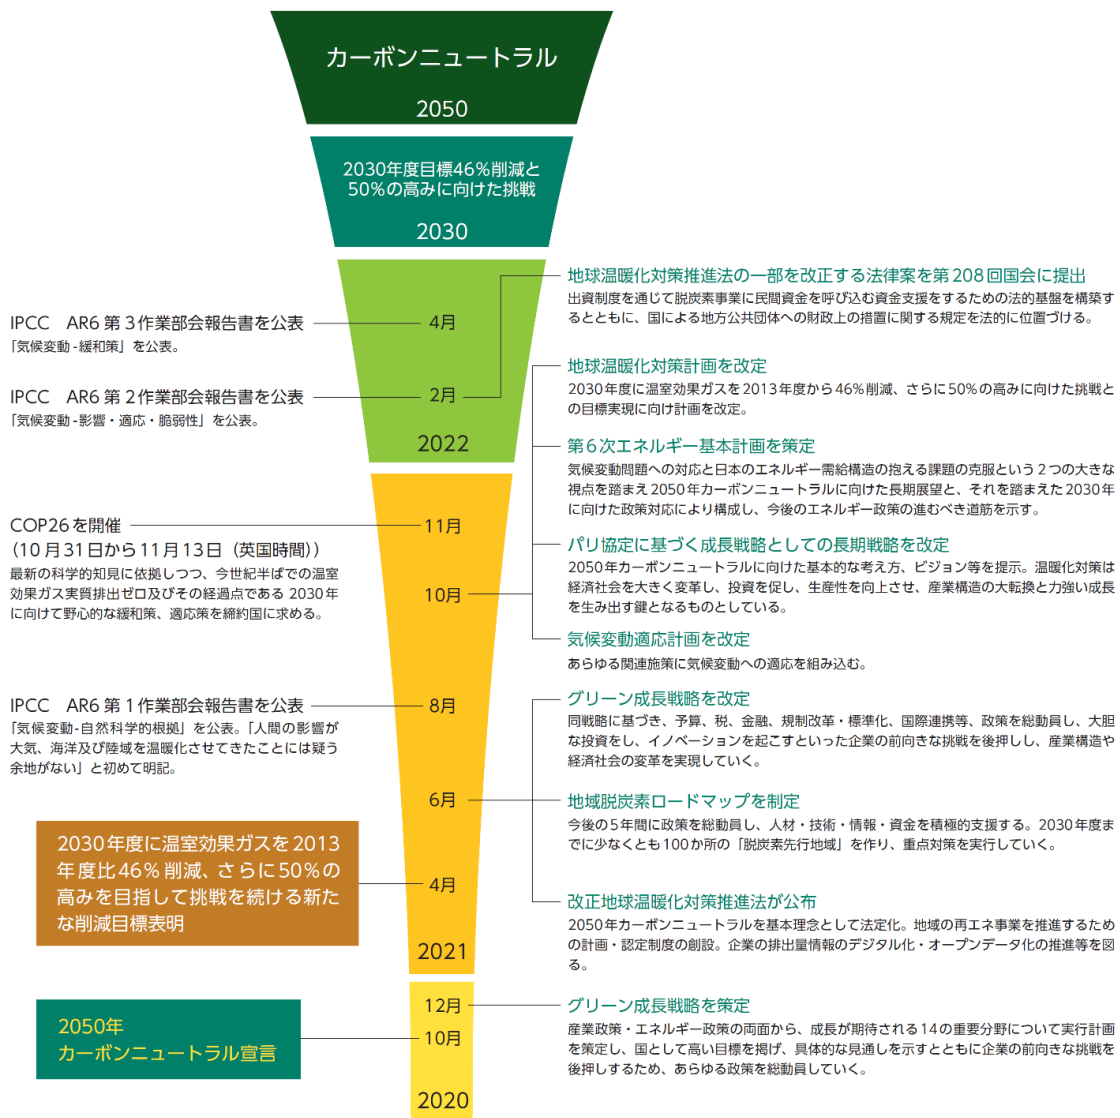 カーボンニュートラル
2050
2030年度目標46%削減と
50%の高みに向けた挑戦
2030
地球温暖化対策推進法の一部を改正する法律案を第208回国会に提出
出資制度を通じて脱炭素事業に民間資金を呼び込む資金支援をするための法的基盤を構築す
るとともに、国による地方公共団体への財政上の措置に関する規定を法的に位置づける。
IPCC AR6 第3作業部会報告書を公表
「気候変動-緩和策」を公表。
4月
地球温暖化対策計画を改定
2030年度に温室効果ガスを2013年度から46%削減、さらに50%の高みに向けた挑戦と
の目標実現に向け計画を改定。
IPCC AR6 第2作業部会報告書を公表
「気候変動-影響・適応・脆弱性」を公表。
2月
2022
第6次エネルギー基本計画を策定
気候変動問題への対応と日本のエネルギー需給構造の抱える課題の克服という2つの大きな
視点を踏まえ2050年カーボンニュートラルに向けた長期展望と、それを踏まえた2030年
に向けた政策対応により構成し、今後のエネルギー政策の進むべき道筋を示す。
COP26を開催
(10月31日から11月13日(英国時間))
最新の科学的知見に依拠しつつ、今世紀半ばでの温室
効果ガス実質排出ゼロ及びその経過点である 2030年
に向けて野心的な緩和策、適応策を締約国に求める。
11月
パリ協定に基づく成長戦略としての長期戦略を改定
2050年カーボンニュートラルに向けた基本的な考え方、ビジョン等を提示。温暖化対策は
経済社会を大きく変革し、投資を促し、生産性を向上させ、産業構造の大転換と力強い成長
を生み出す鍵となるものとしている。
10月
気候変動適応計画を改定
あらゆる関連施策に気候変動への適応を組み込む。
IPCC AR6 第1作業部会報告書を公表
「気候変動-自然科学的根拠」を公表。「人間の影響が
大気、海洋及び陸域を温暖化させてきたことには疑う
余地がない」と初めて明記。
8月
グリーン成長戦略を改定
同戦略に基づき、予算、税、金融、規制改革・標準化、国際連携等、政策を総動員し、大胆
な投資をし、イノベーションを起こすといった企業の前向きな挑戦を後押しし、産業構造や
経済社会の変革を実現していく。
6月
地域脱炭素ロードマップを制定
今後の5年間に政策を総動員し、人材・技術・情報・資金を積極的支援する。2030年度ま
でに少なくとも100か所の「脱炭素先行地域」を作り、重点対策を実行していく。
2030年度に温室効果ガスを2013
年度比46%削減、さらに50%の
高みを目指して挑戦を続ける新た
な削減目標表明
4月
改正地球温暖化対策推進法が公布
2050年カーボンニュートラルを基本理念として法定化。地域の再エネ事業を推進するため
の計画・認定制度の創設。企業の排出量情報のデジタル化・オープンデータ化の推進等を図
る。
2021
12月
グリーン成長戦略を策定
産業政策・エネルギー政策の両面から、成長が期待される14の重要分野について実行計画
を策定し、国として高い目標を掲げ、具体的な見通しを示すとともに企業の前向きな挑戦を
後押しするため、あらゆる政策を総動員していく。
2050年
カーボンニュートラル宣言
10月
2020